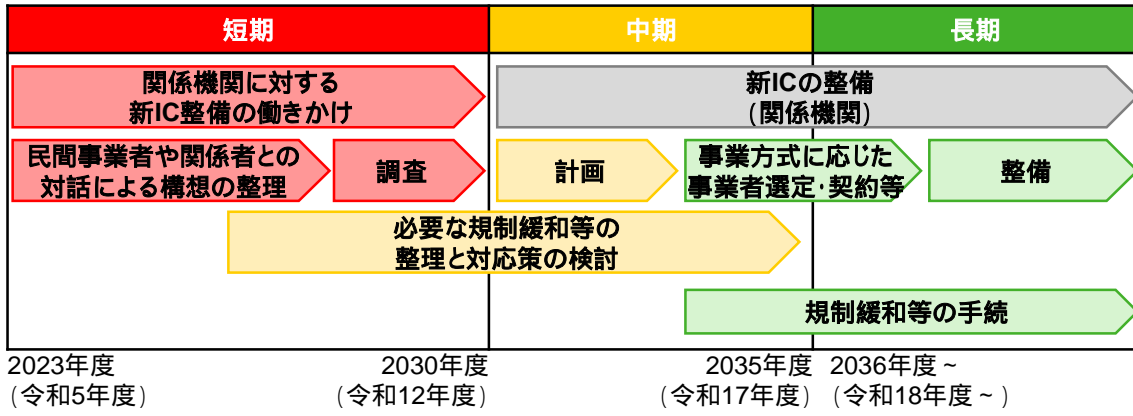 短期
中期
長期
関係機関に対する
新IC整備の働きかけ
新ICの整備
(関係機関)
民間事業者や関係者との
対話による構想の整理
調査
計画
事業方式に応じた
事業者選定・契約等
整備
必要な規制緩和等の
整理と対応策の検討
規制緩和等の手続
2023年度
(令和5年度)
2030年度
(令和12年度)
2035年度
(令和17年度)
2036年度~
(令和18年度~)